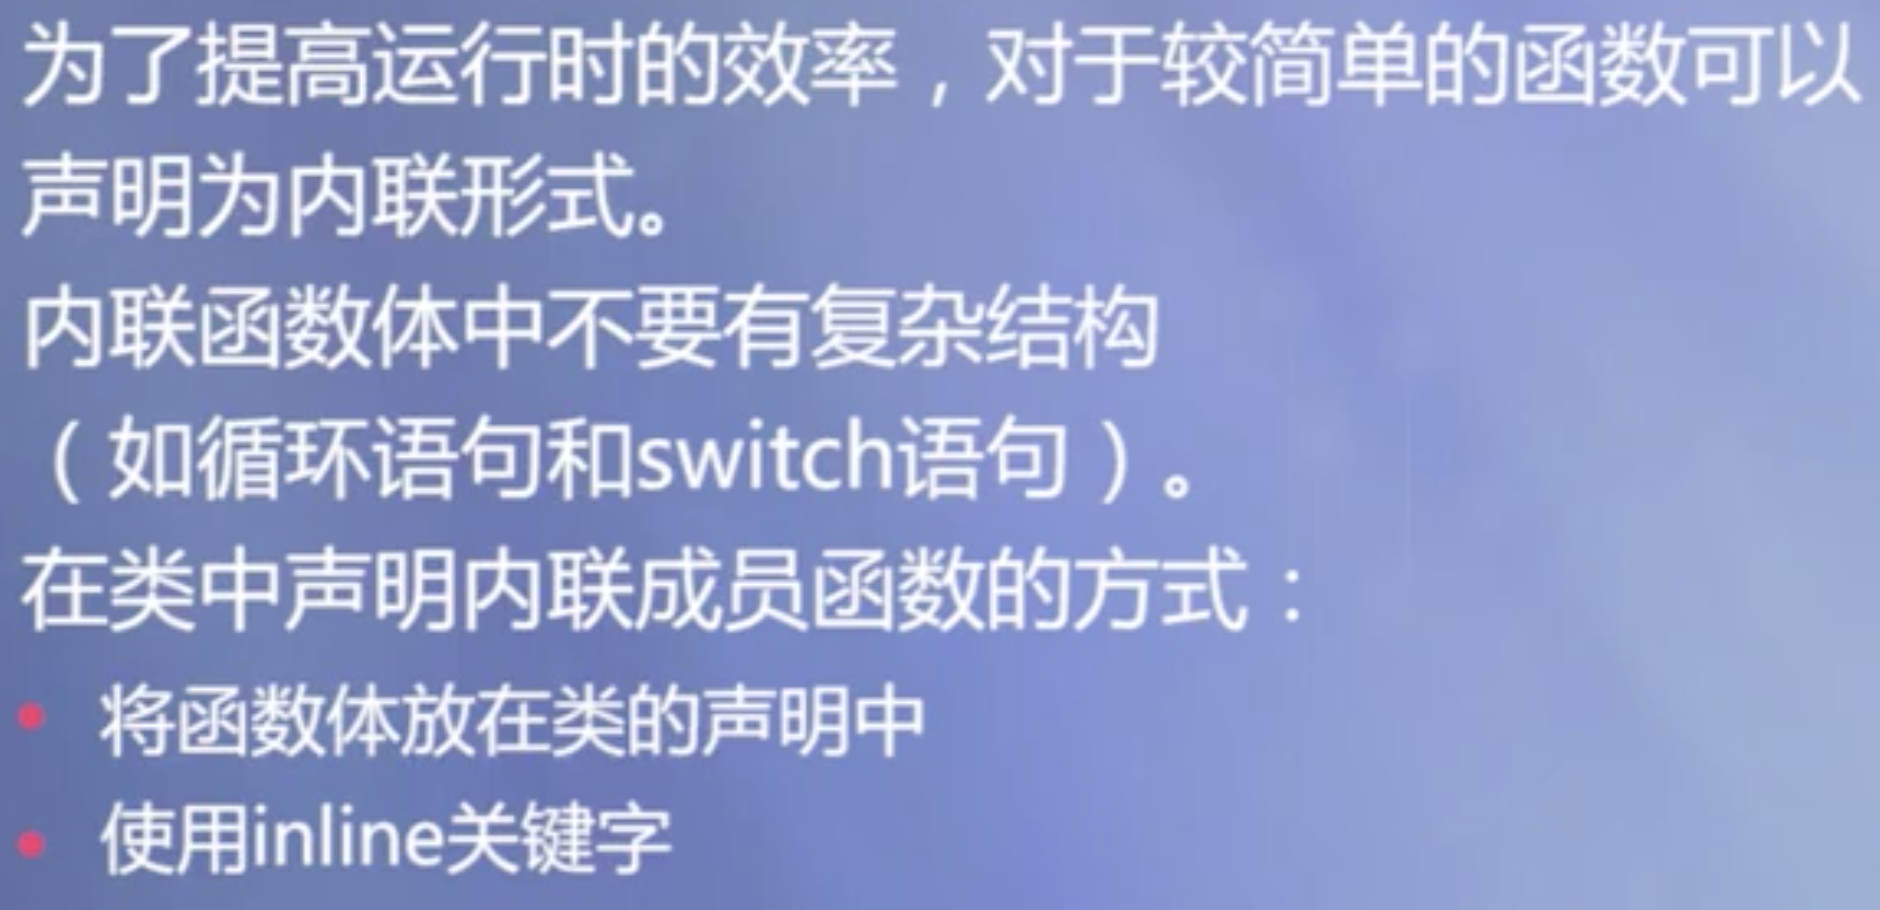 为了提高运行时的效率，对于较简单的函数可以
声明为内联形式。
内联函数体中不要有复杂结构
（如循环语句和switch语句）。
在类中声明内联成员函数的方式：
• 将函数体放在类的声明中
• 使用inline关键字